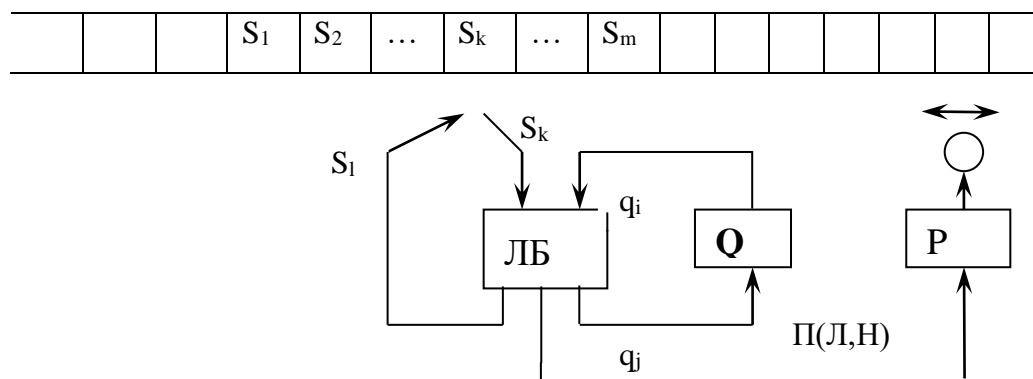 S₁ S₂ … Sₖ … Sₘ
Sₖ
Sₗ
qᵢ
ЛБ Q Р
П(Л,Н)
qⱼ